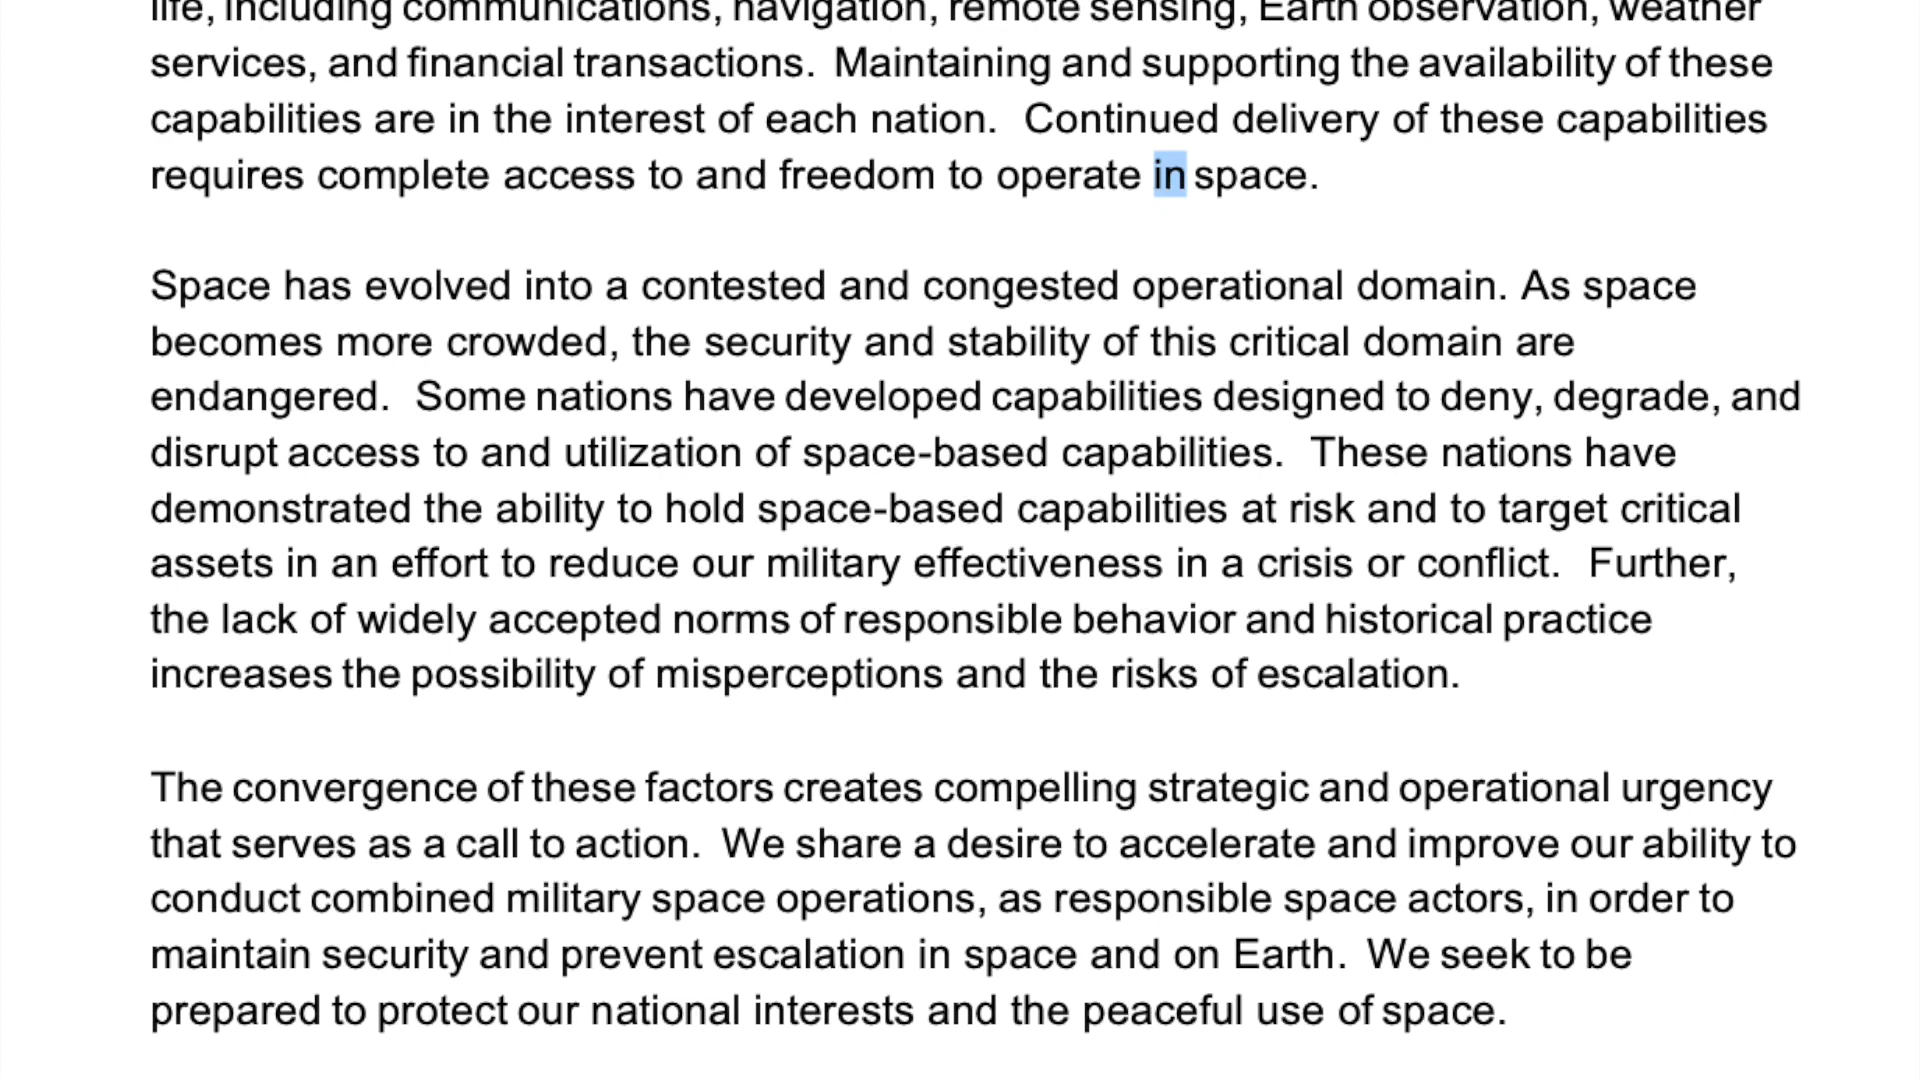 life, including communications, navigation, remote sensing, Earth observation, weather
services, and financial transactions.  Maintaining and supporting the availability of these
capabilities are in the interest of each nation.  Continued delivery of these capabilities
requires complete access to and freedom to operate in space.
Space has evolved into a contested and congested operational domain. As space
becomes more crowded, the security and stability of this critical domain are
endangered.  Some nations have developed capabilities designed to deny, degrade, and
disrupt access to and utilization of space-based capabilities.  These nations have
demonstrated the ability to hold space-based capabilities at risk and to target critical
assets in an effort to reduce our military effectiveness in a crisis or conflict.  Further,
the lack of widely accepted norms of responsible behavior and historical practice
increases the possibility of misperceptions and the risks of escalation.
The convergence of these factors creates compelling strategic and operational urgency
that serves as a call to action.  We share a desire to accelerate and improve our ability to
conduct combined military space operations, as responsible space actors, in order to
maintain security and prevent escalation in space and on Earth.  We seek to be
prepared to protect our national interests and the peaceful use of space.